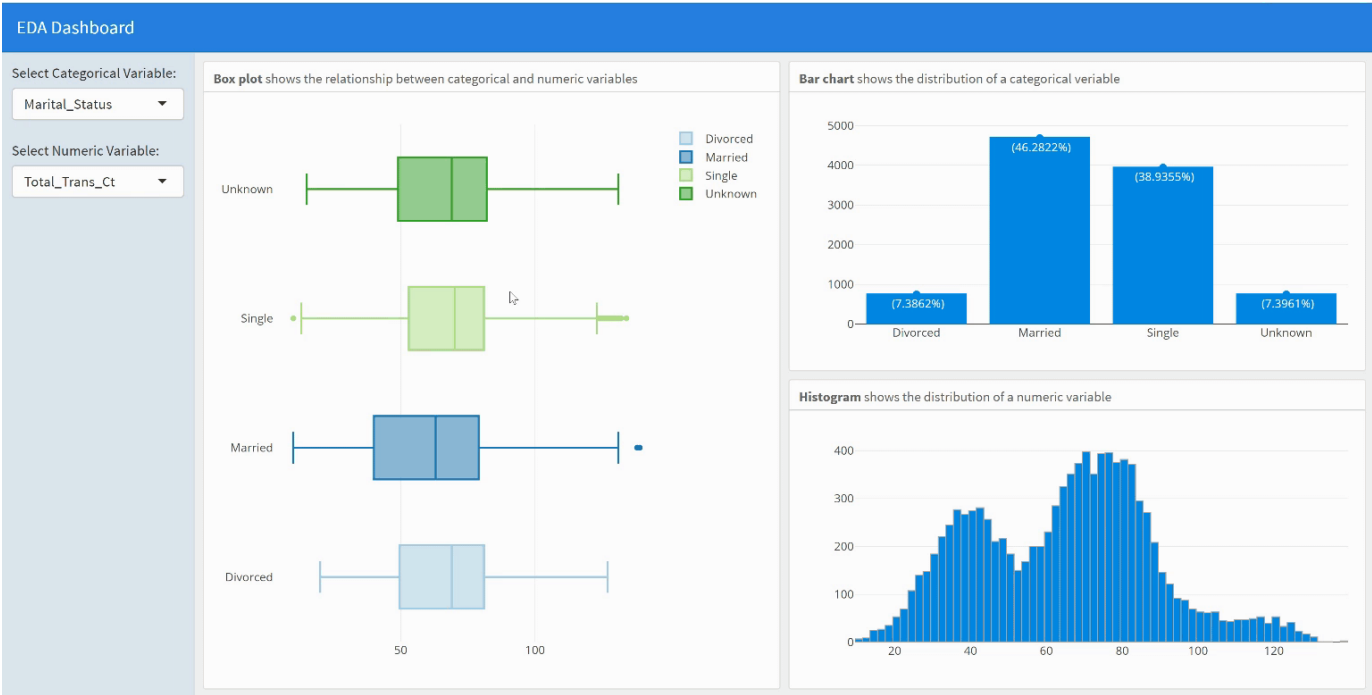 EDA Dashboard
Select Categorical Variable:
Marital_Status
Select Numeric Variable:
Total_Trans_Ct
Box plot shows the relationship between categorical and numeric variables
Divorced
Married
Single
Unknown
Unknown
Single
Married
Divorced
50 100
Bar chart shows the distribution of a categorical veriable
5000
4000
3000
2000
1000
0
(46.2822%)
(38.9355%)
(7.3862%)
(7.3961%)
Divorced Married Single Unknown
Histogram shows the distribution of a numeric variable
400
300
200
100
0
20 40 60 80 100 120